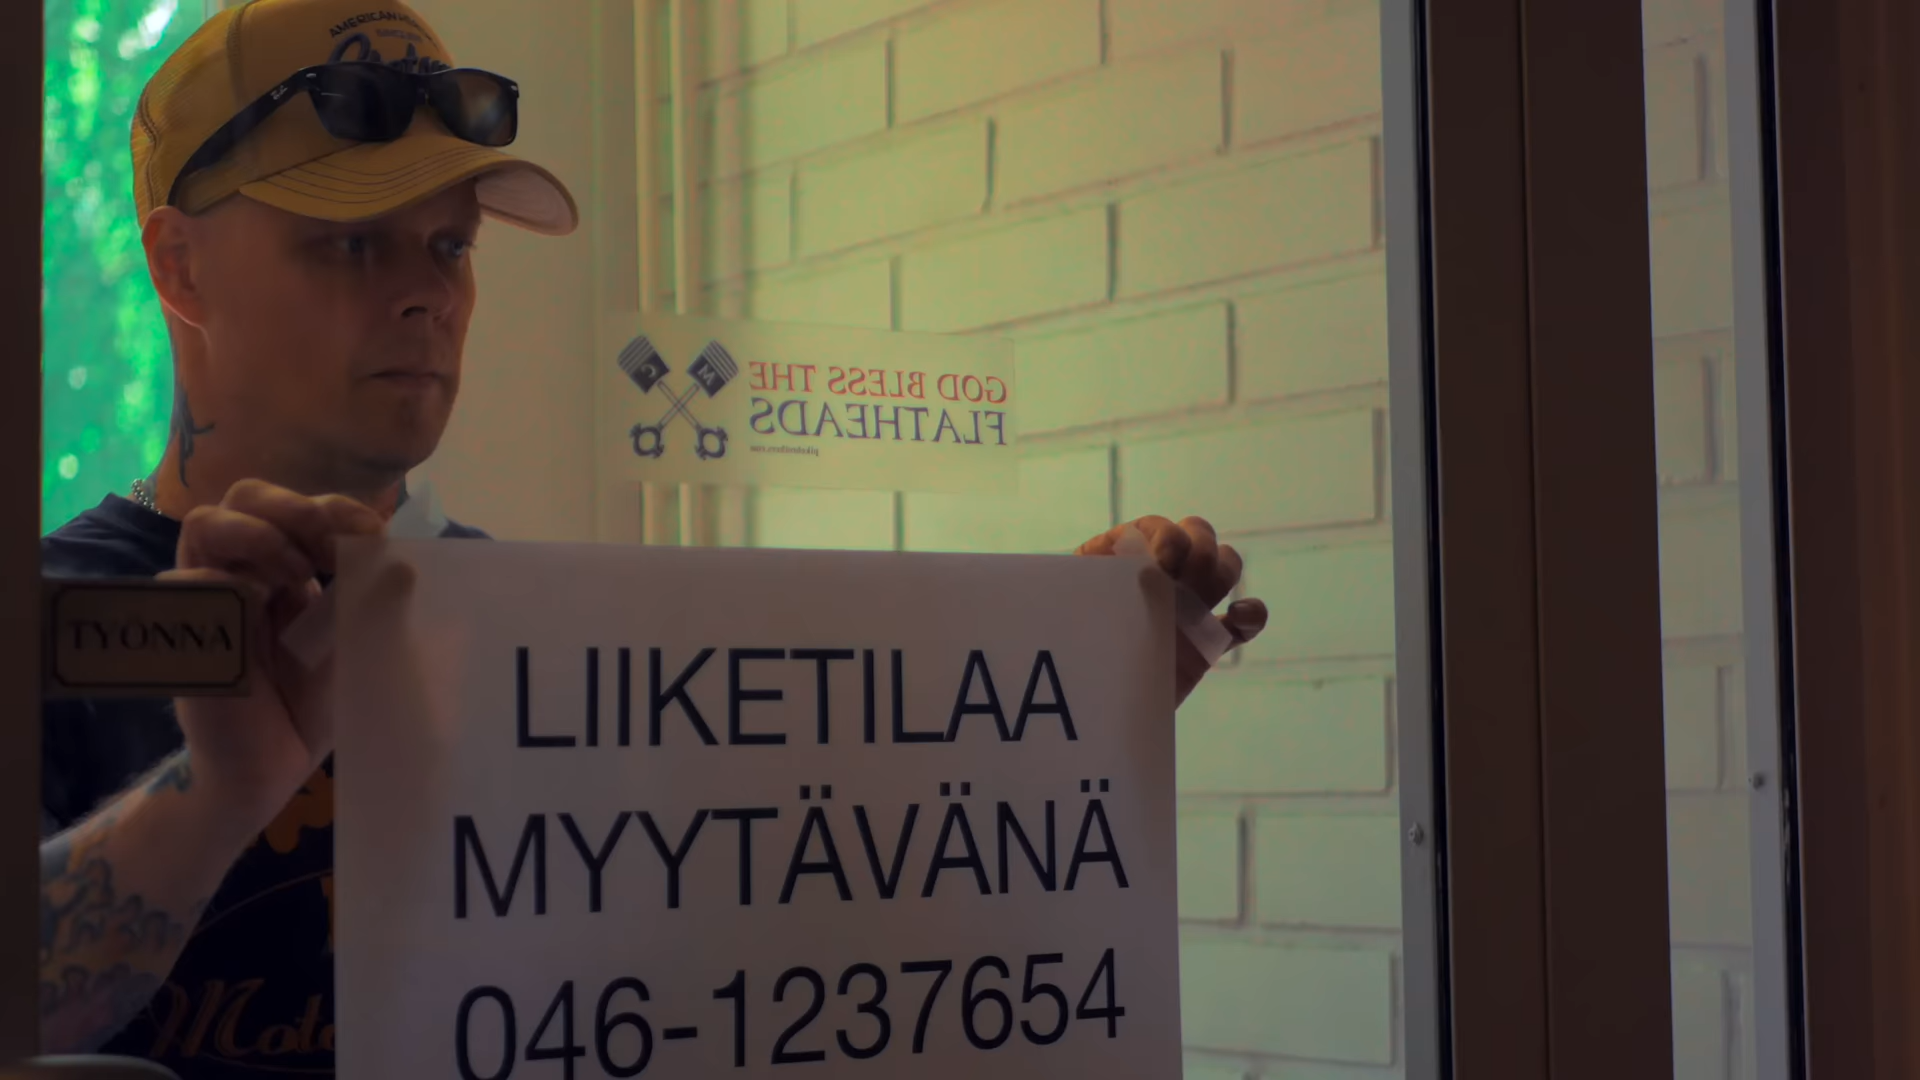 AMERICAN
GOD BLESS THE
FLATHEADS
C M
TYÖNNÄ
LIIKETILAA
MYYTÄVÄNÄ
046-1237654